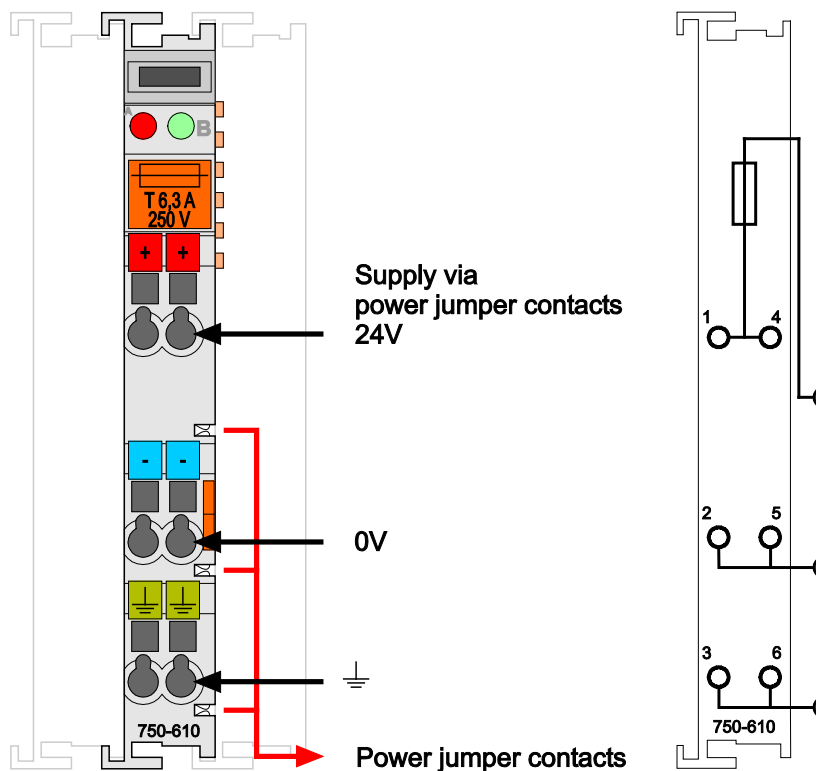 A
B
T 6,3 A
250 V
+ +
Supply via
power jumper contacts
24V
- -
0V
750-610
Power jumper contacts
1 4
2 5
3 6
750-610